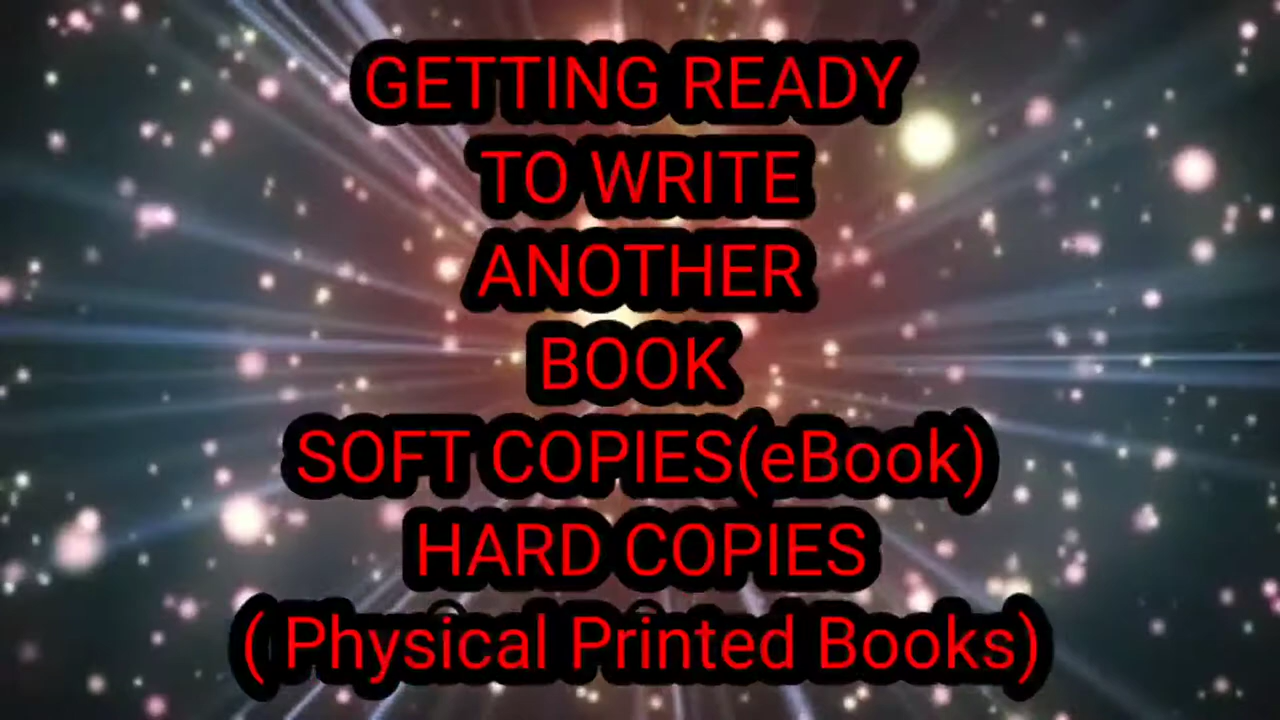 GETTING READY
TO WRITE
ANOTHER
BOOK
SOFT COPIES(eBook)
HARD COPIES
( Physical Printed Books)